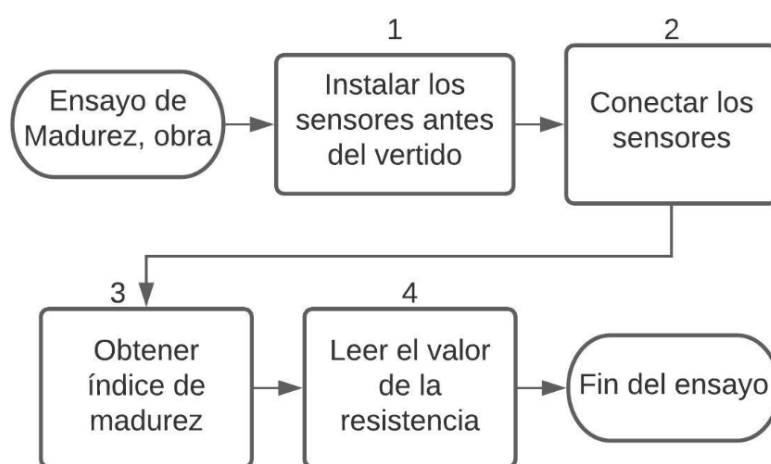 1
2
Ensayo de
Madurez, obra
Instalar los
sensores antes
del vertido
Conectar los
sensores
3
4
Obtener
índice de
madurez
Leer el valor
de la
resistencia
Fin del ensayo